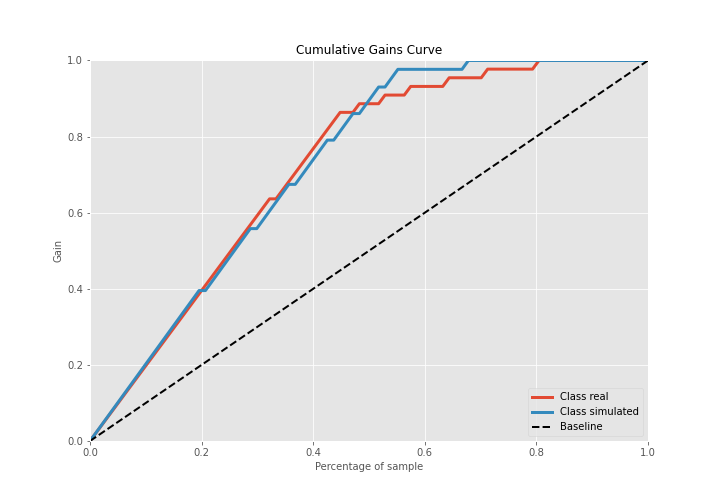 Cumulative Gains Curve
1.0
0.8
0.6
0.4
0.2
0.0
Gain
0.0 0.2 0.4 0.6 0.8 1.0
Percentage of sample
Class real
Class simulated
Baseline